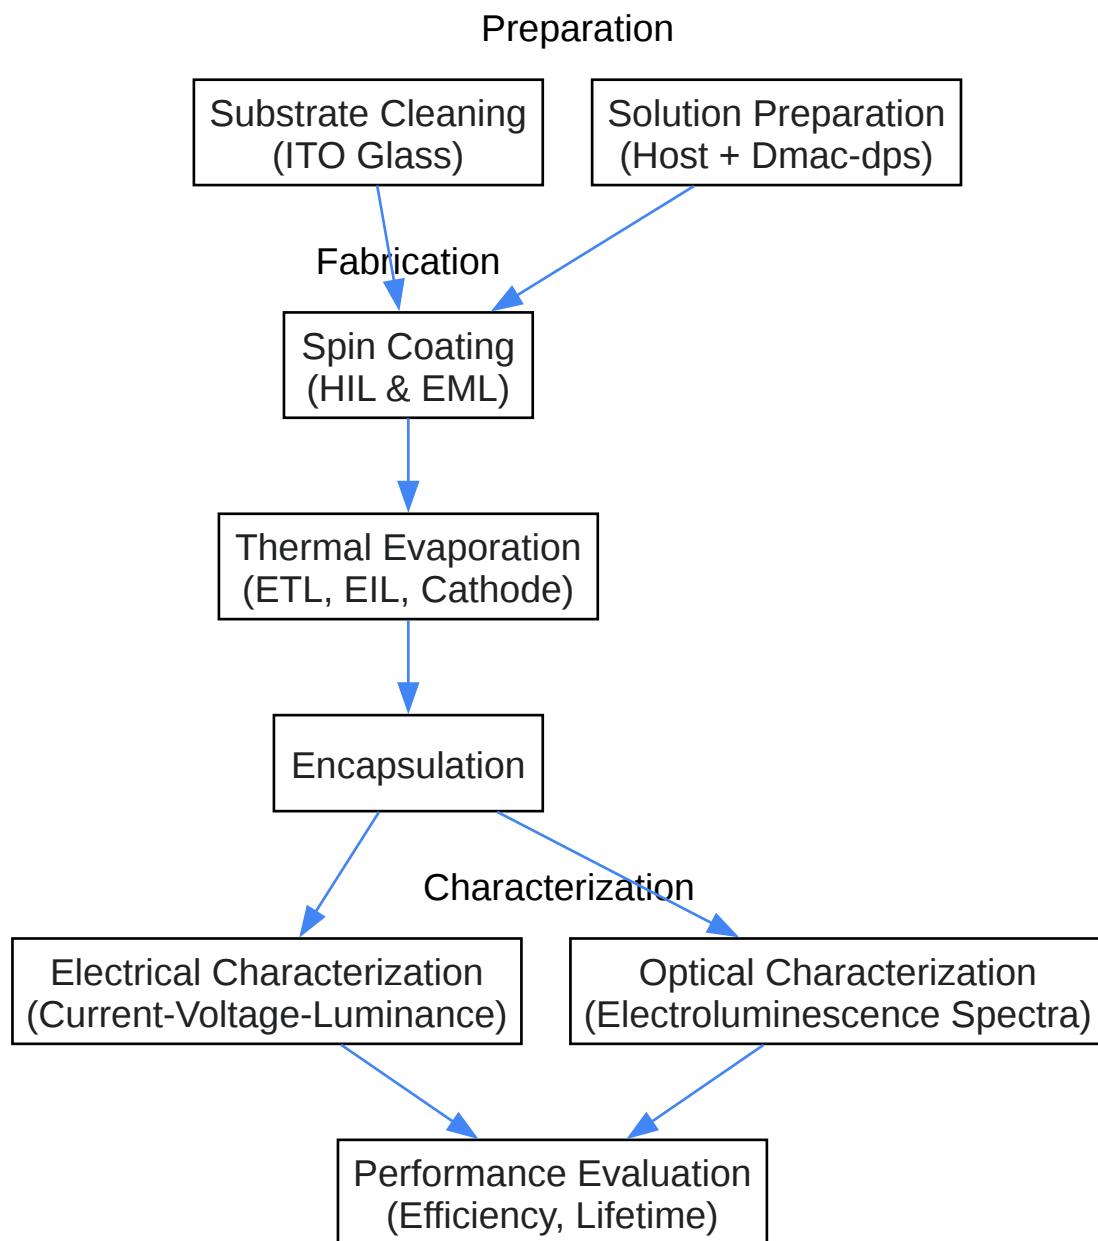 Preparation
Substrate Cleaning
(ITO Glass)
Solution Preparation
(Host + Dmac-dps)
Fabrication
Spin Coating
(HIL & EML)
Thermal Evaporation
(ETL, EIL, Cathode)
Encapsulation
Characterization
Electrical Characterization
(Current-Voltage-Luminance)
Optical Characterization
(Electroluminescence Spectra)
Performance Evaluation
(Efficiency, Lifetime)